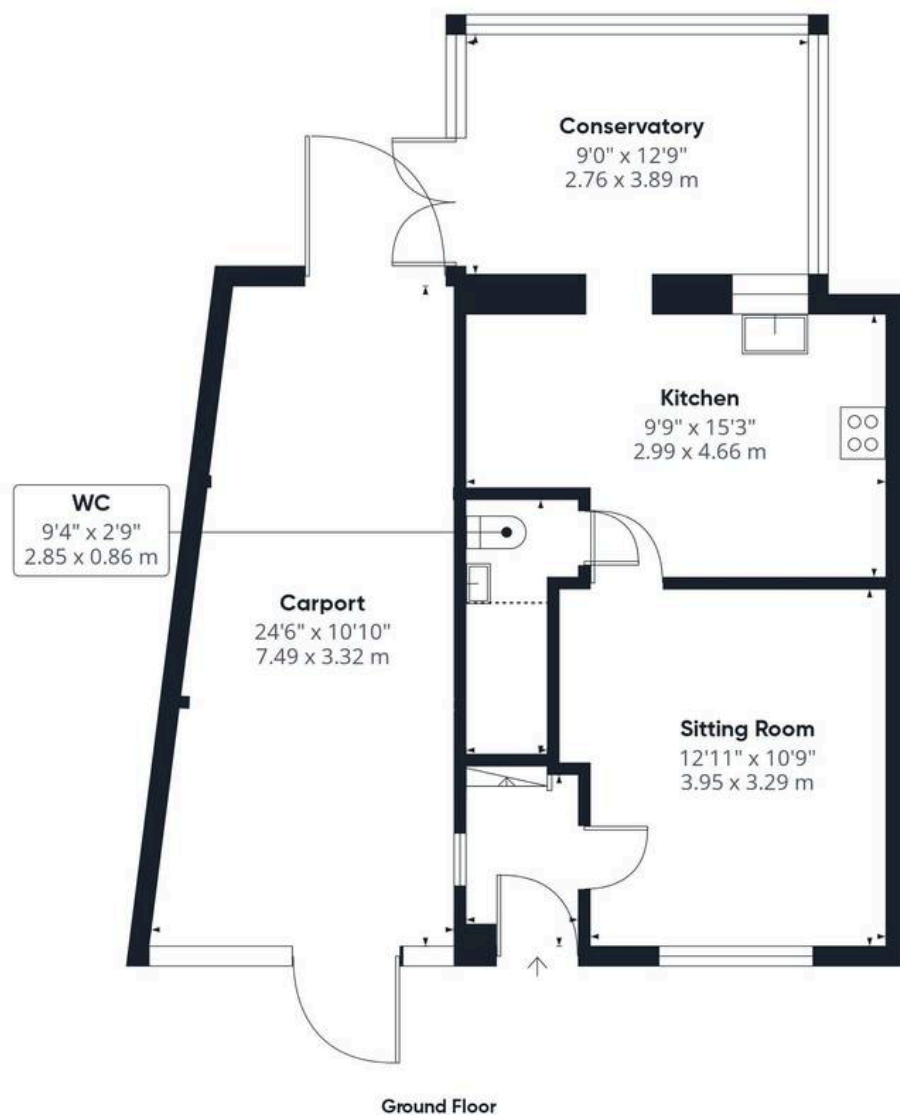 Conservatory
9'0" x 12'9"
2.76 x 3.89 m
Kitchen
9'9" x 15'3"
2.99 x 4.66 m
WC
9'4" x 2'9"
2.85 x 0.86 m
Carport
24'6" x 10'10"
7.49 x 3.32 m
Sitting Room
12'11" x 10'9"
3.95 x 3.29 m
Ground Floor